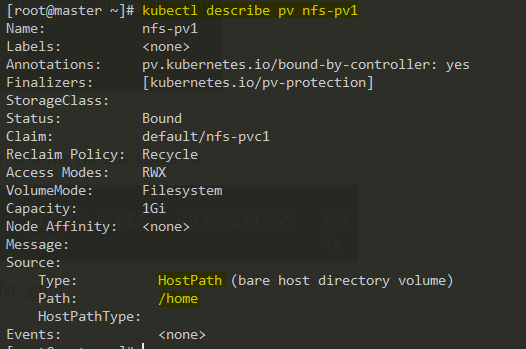 [root@master ~]# kubectl describe pv nfs-pv1
Name: nfs-pv1
Labels: <none>
Annotations: pv.kubernetes.io/bound-by-controller: yes
Finalizers: [kubernetes.io/pv-protection]
StorageClass:
Status: Bound
Claim: default/nfs-pvc1
Reclaim Policy: Recycle
Access Modes: RWX
VolumeMode: Filesystem
Capacity: 1Gi
Node Affinity: <none>
Message:
Source:
Type: HostPath (bare host directory volume)
Path: /home
HostPathType:
Events: <none>